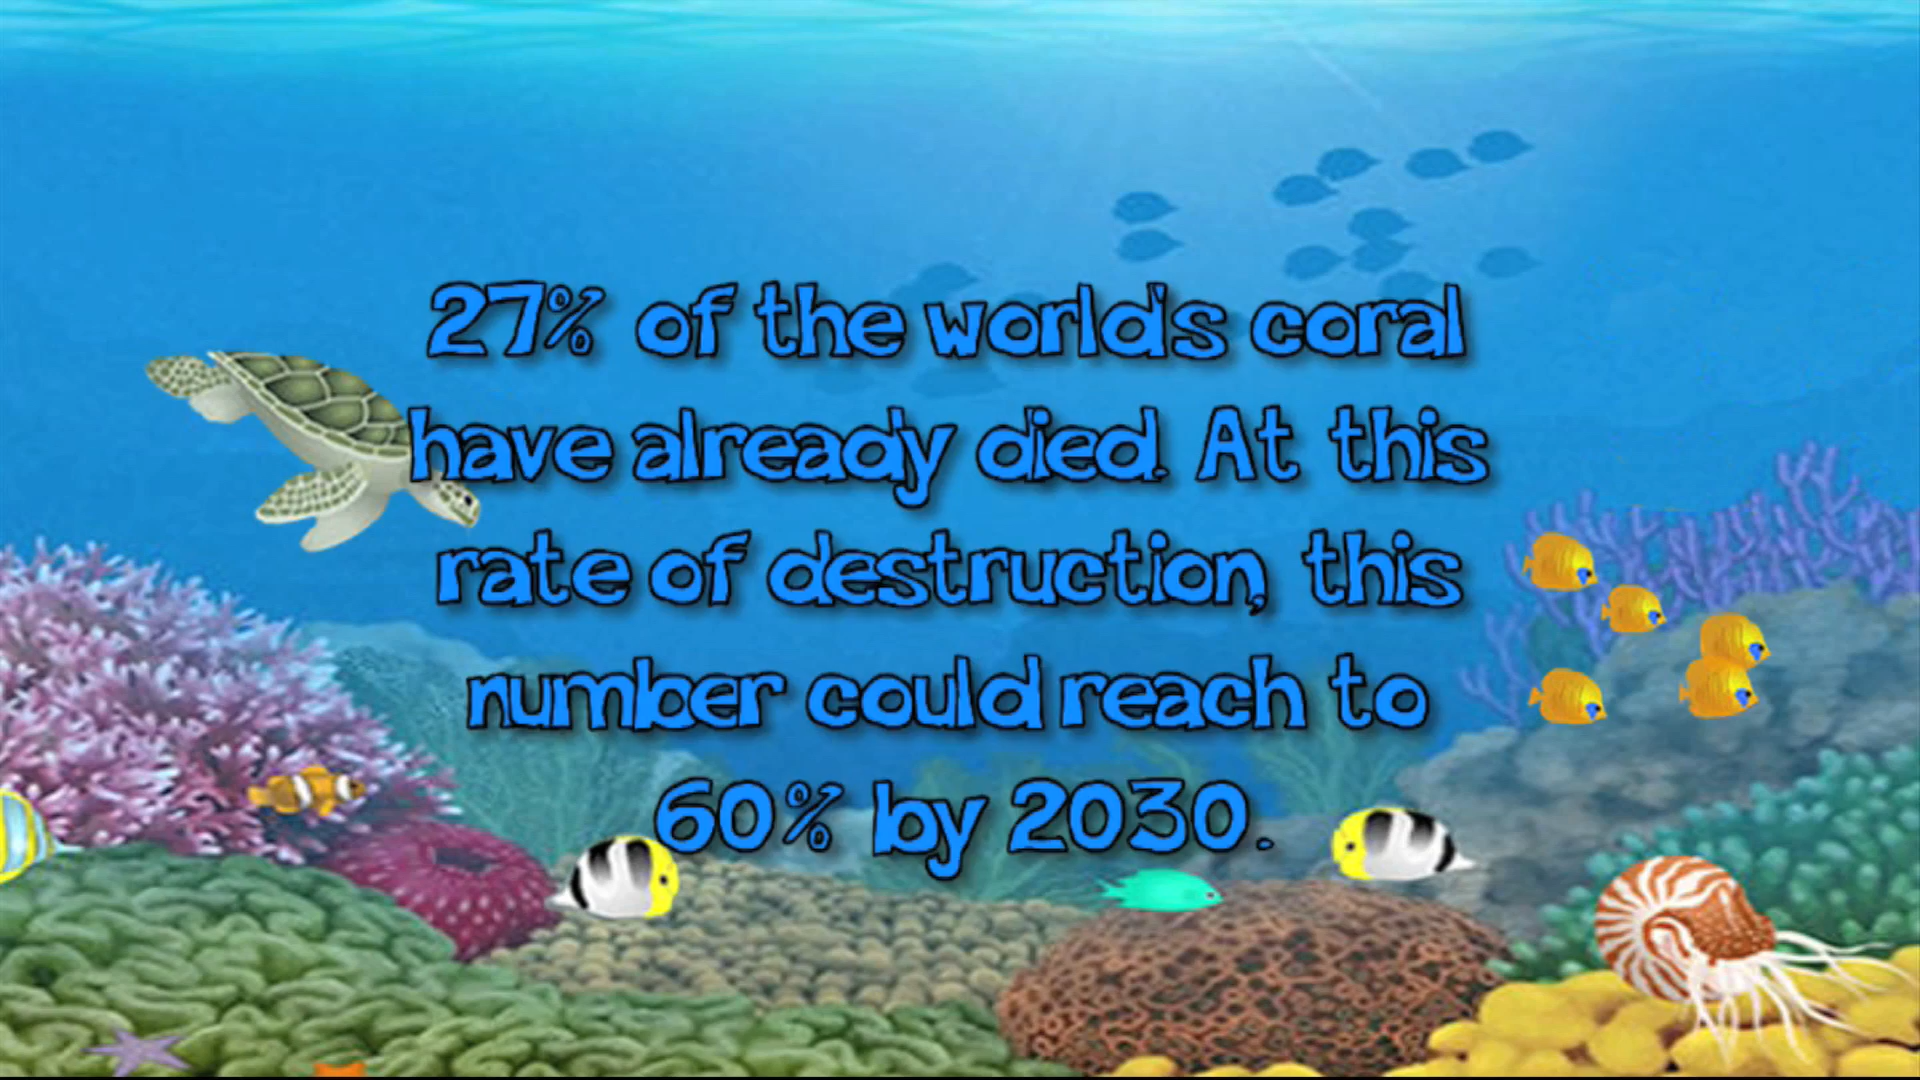 27% of the world's coral
have already died. At this
rate of destruction, this
number could reach to
60% by 2030.